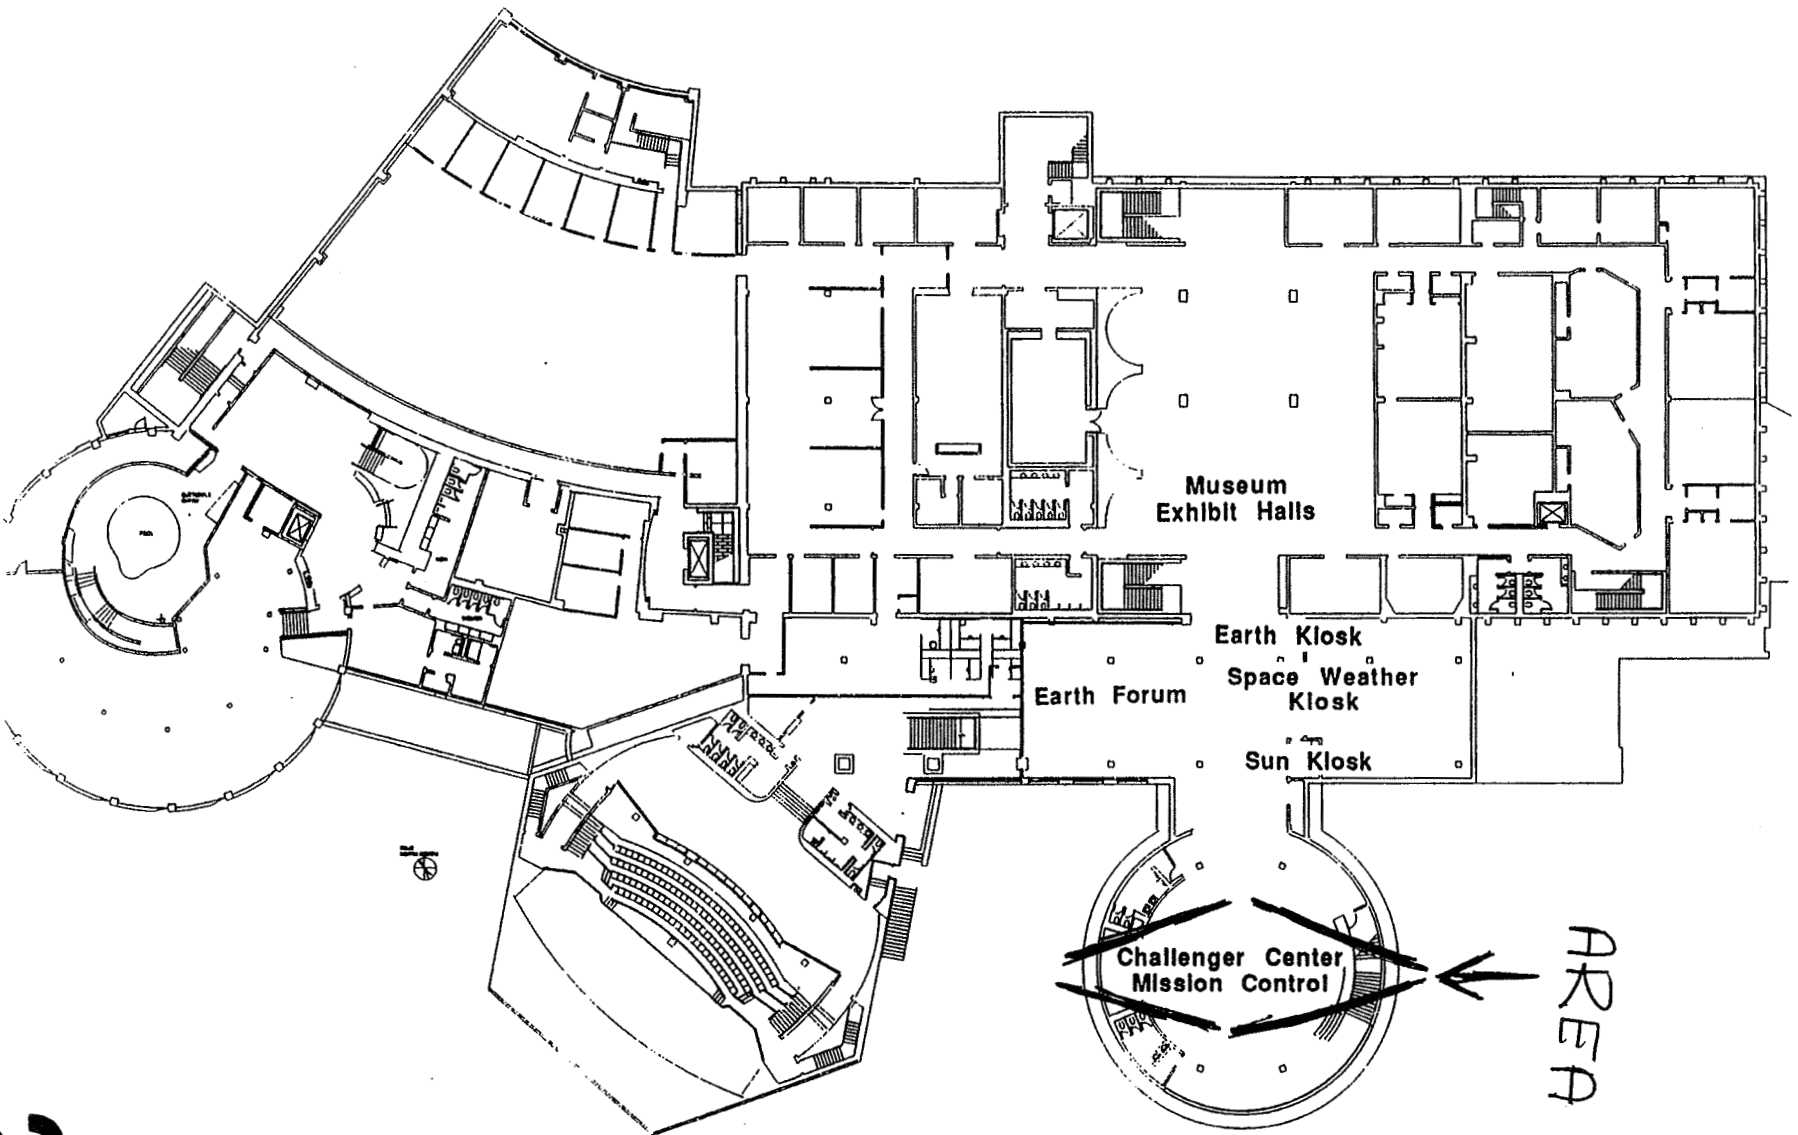 Museum
Exhibit Halls
Earth Kiosk
Space Weather
Kiosk
Earth Forum
Sun Kiosk
Challenger Center
Mission Control
AREA